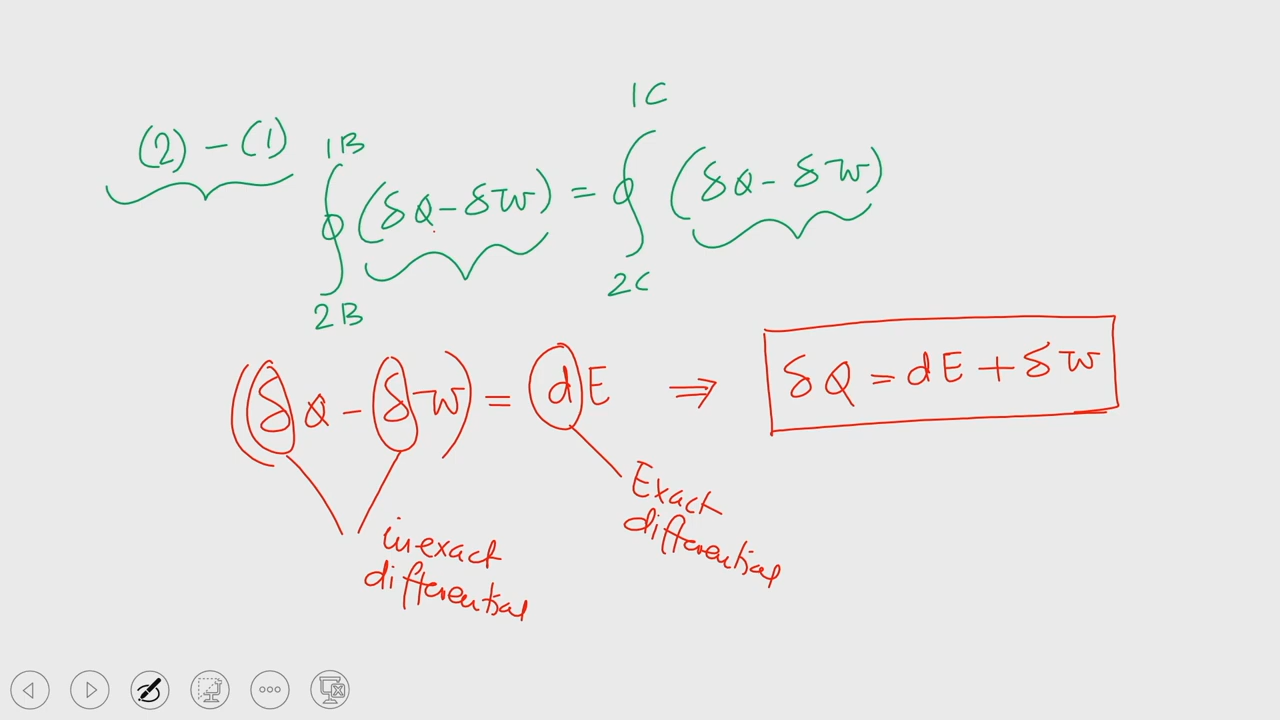 (2) - (1) ∮_{2B}^{1B} (δQ - δW) = ∮_{2C}^{1C} (δQ - δW)
(δQ - δW) = dE ⇒ δQ = dE + δW
Exact
differential
inexact
differential